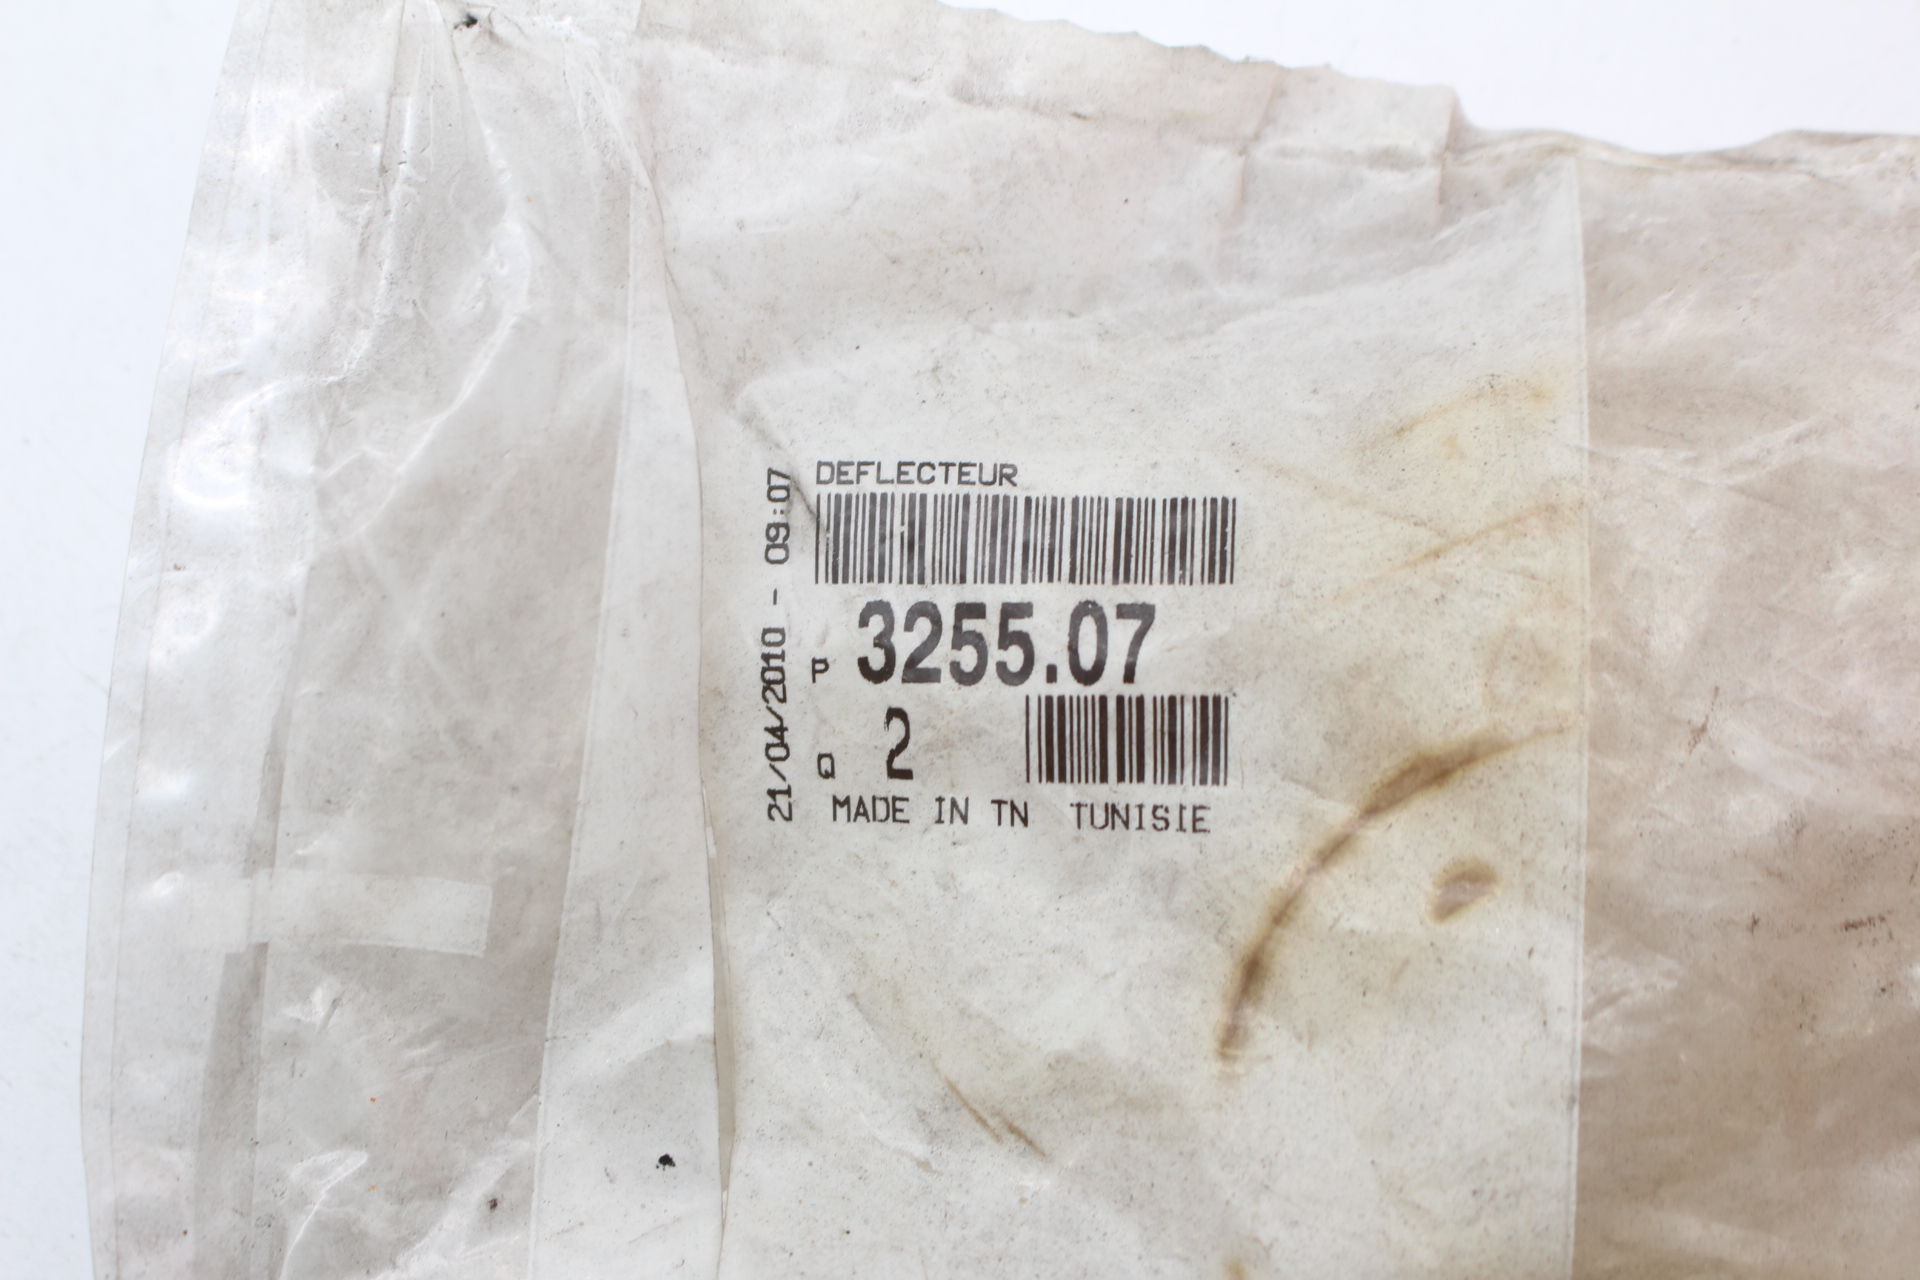 DEFLECTEUR
21/04/2010 - 09:07
P 3255.07
Q 2
MADE IN TN TUNISIE